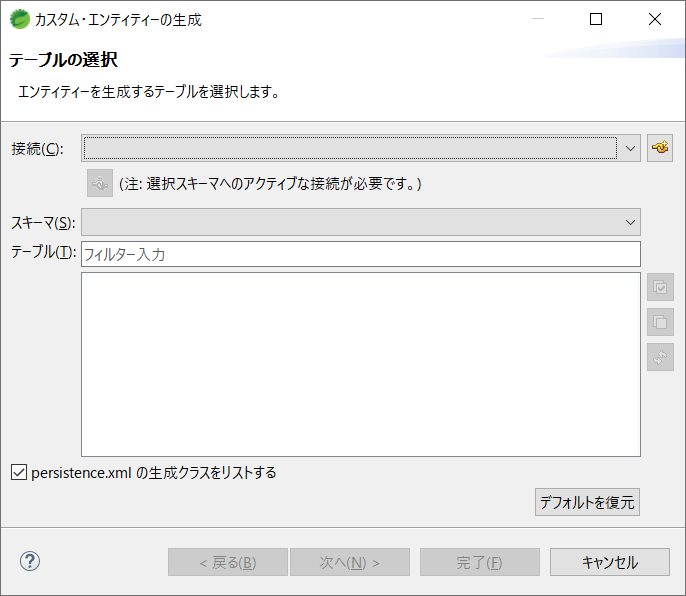 カスタム・エンティティーの生成
テーブルの選択
エンティティーを生成するテーブルを選択します。
接続(C):
(注: 選択スキーマへのアクティブな接続が必要です。)
スキーマ(S):
テーブル(T):
フィルター入力
persistence.xml の生成クラスをリストする
デフォルトを復元
< 戻る(B)
次へ(N) >
完了(F)
キャンセル